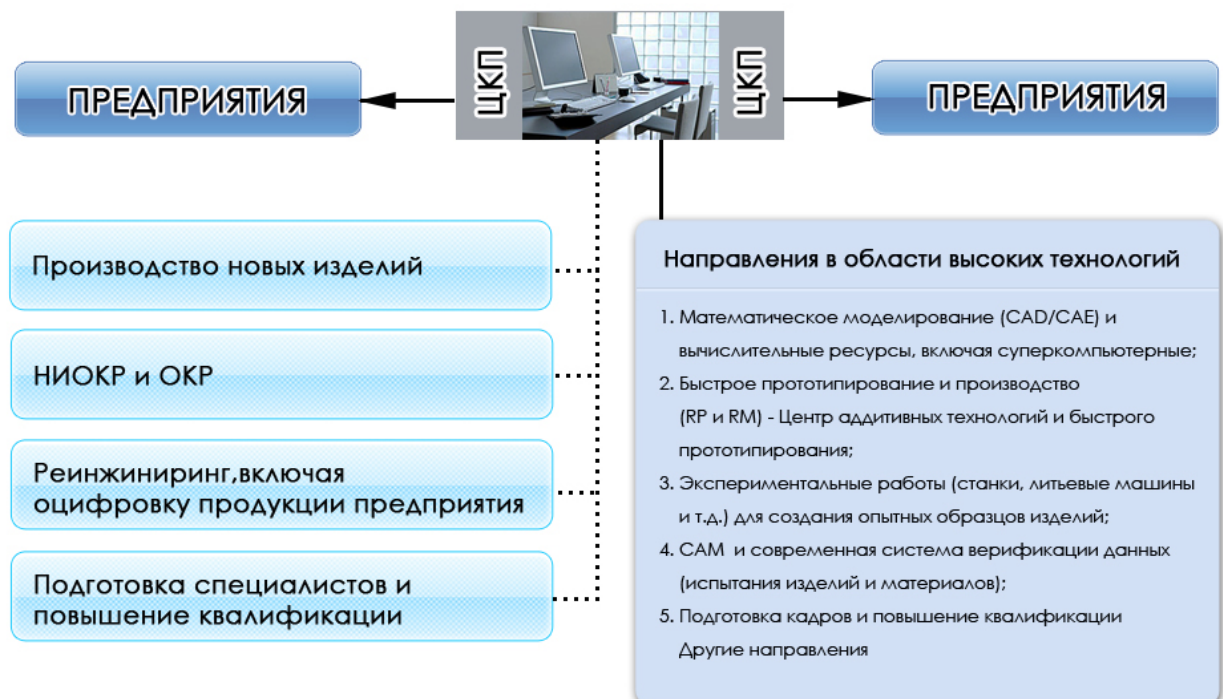 ПРЕДПРИЯТИЯ
ЦКП
ЦКП
ПРЕДПРИЯТИЯ
Производство новых изделий
НИОКР и ОКР
Реинжиниринг,включая
оцифровку продукции предприятия
Подготовка специалистов и
повышение квалификации
Направления в области высоких технологий
1. Математическое моделирование (CAD/CAE) и
вычислительные ресурсы, включая суперкомпьютерные;
2. Быстрое прототипирование и производство
(RP и RM) - Центр аддитивных технологий и быстрого
прототипирования;
3. Экспериментальные работы (станки, литьевые машины
и т.д.) для создания опытных образцов изделий;
4. САМ и современная система верификации данных
(испытания изделий и материалов);
5. Подготовка кадров и повышение квалификации
Другие направления